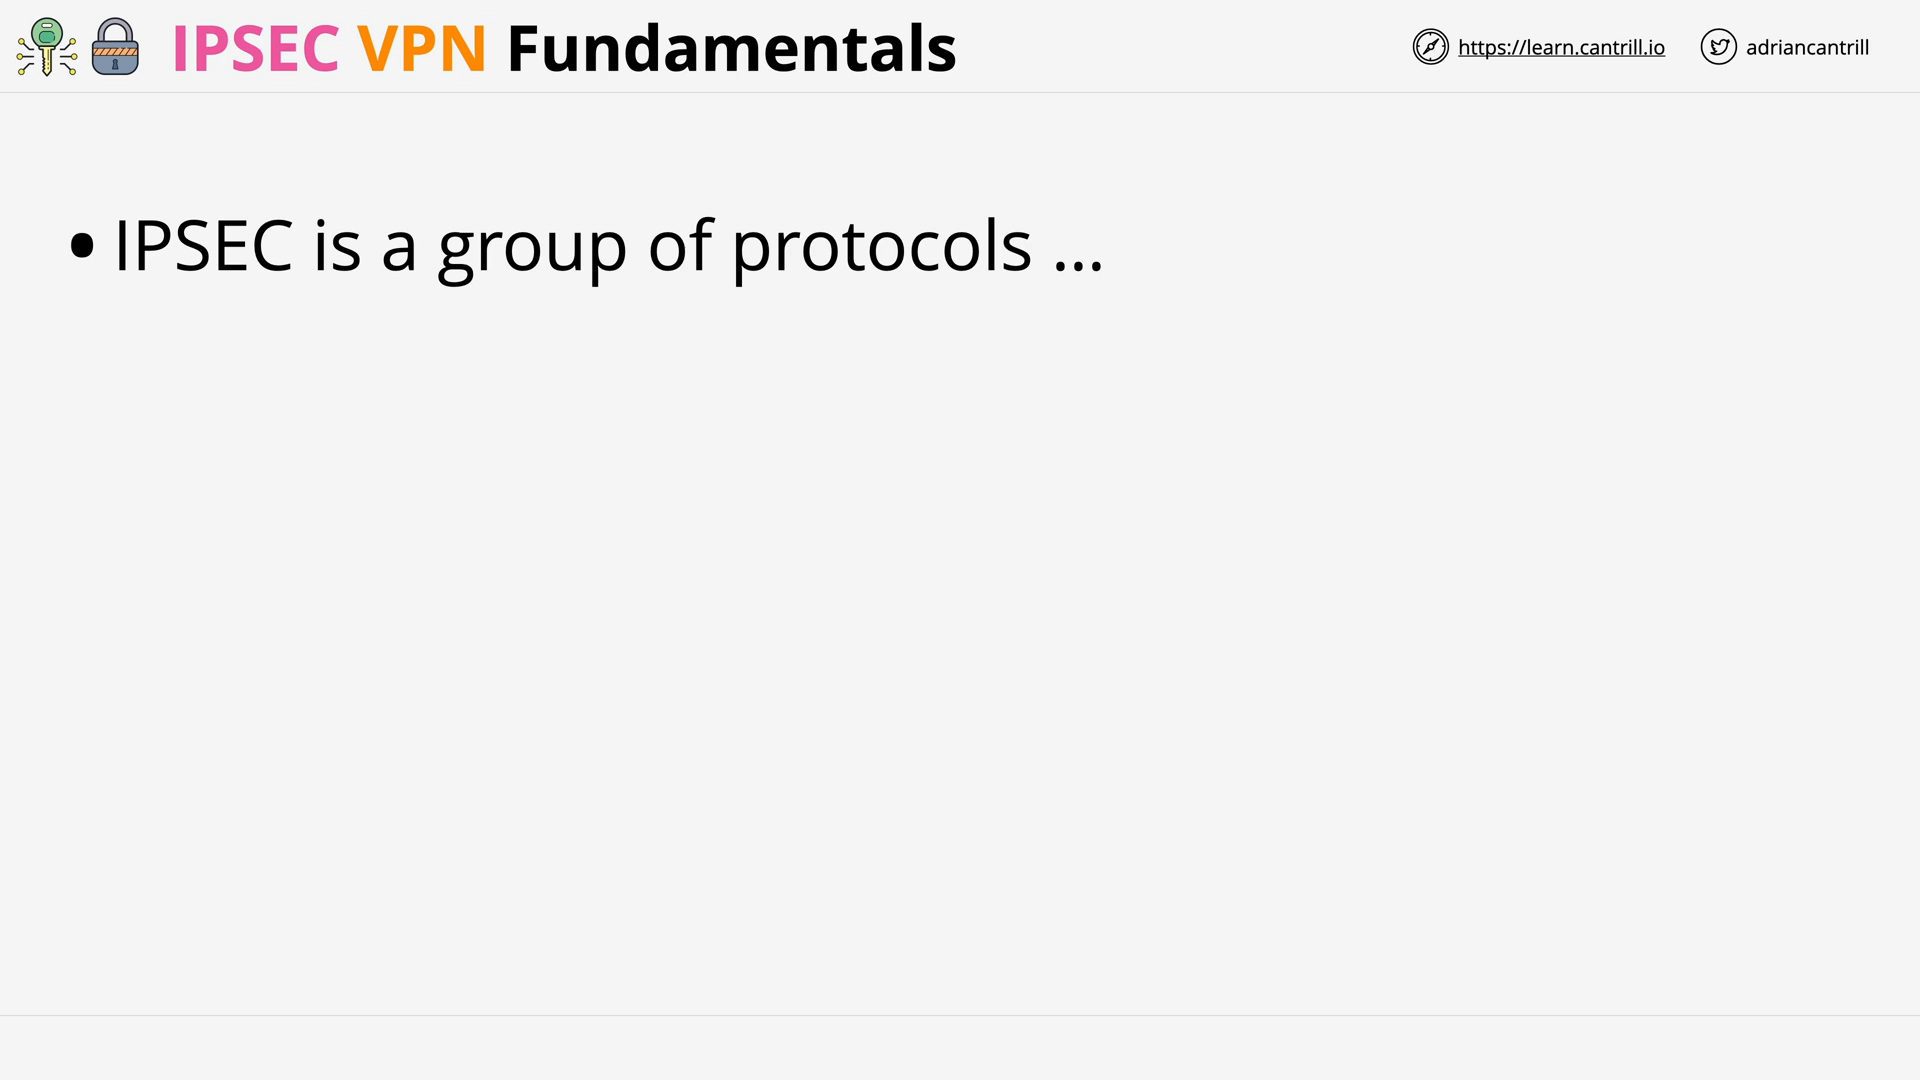 IPSEC VPN Fundamentals
https://learn.cantrill.io
adriancantrill
• IPSEC is a group of protocols ...